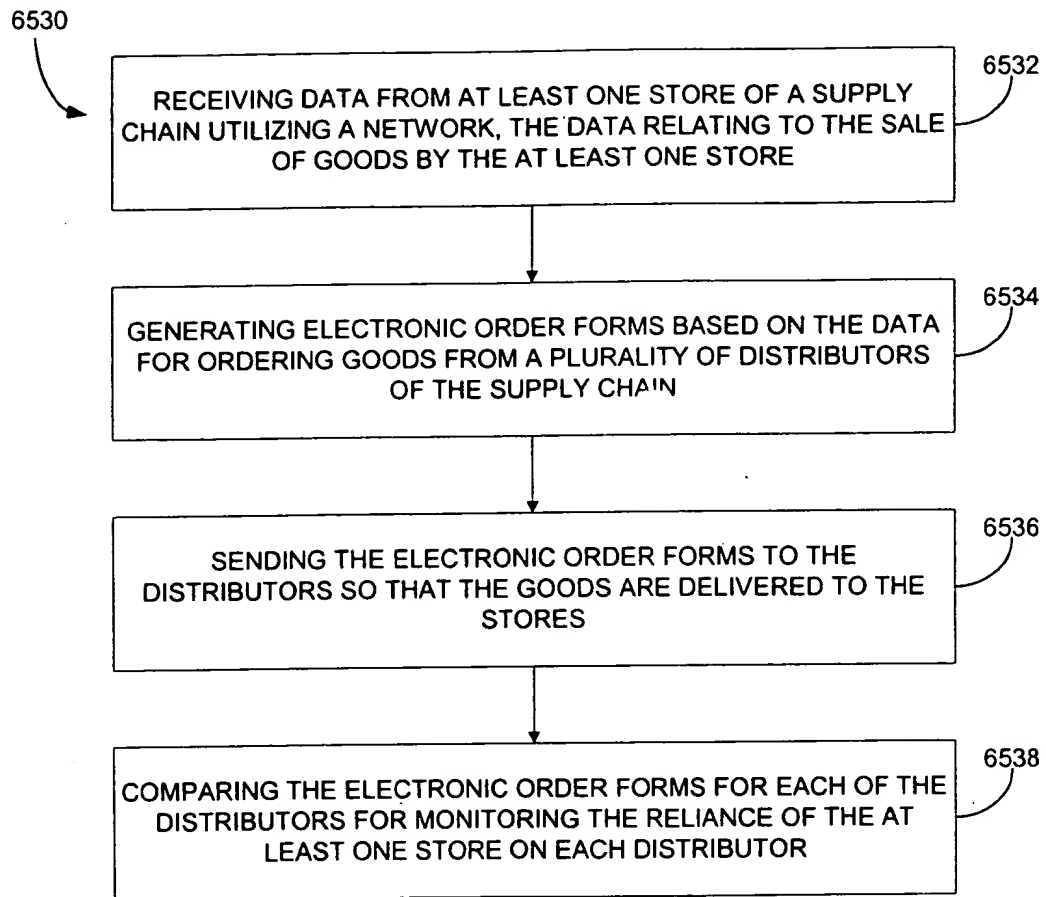 6530
RECEIVING DATA FROM AT LEAST ONE STORE OF A SUPPLY
CHAIN UTILIZING A NETWORK, THE DATA RELATING TO THE SALE
OF GOODS BY THE AT LEAST ONE STORE
6532
GENERATING ELECTRONIC ORDER FORMS BASED ON THE DATA
FOR ORDERING GOODS FROM A PLURALITY OF DISTRIBUTORS
OF THE SUPPLY CHAIN
6534
SENDING THE ELECTRONIC ORDER FORMS TO THE
DISTRIBUTORS SO THAT THE GOODS ARE DELIVERED TO THE
STORES
6536
COMPARING THE ELECTRONIC ORDER FORMS FOR EACH OF THE
DISTRIBUTORS FOR MONITORING THE RELIANCE OF THE AT
LEAST ONE STORE ON EACH DISTRIBUTOR
6538